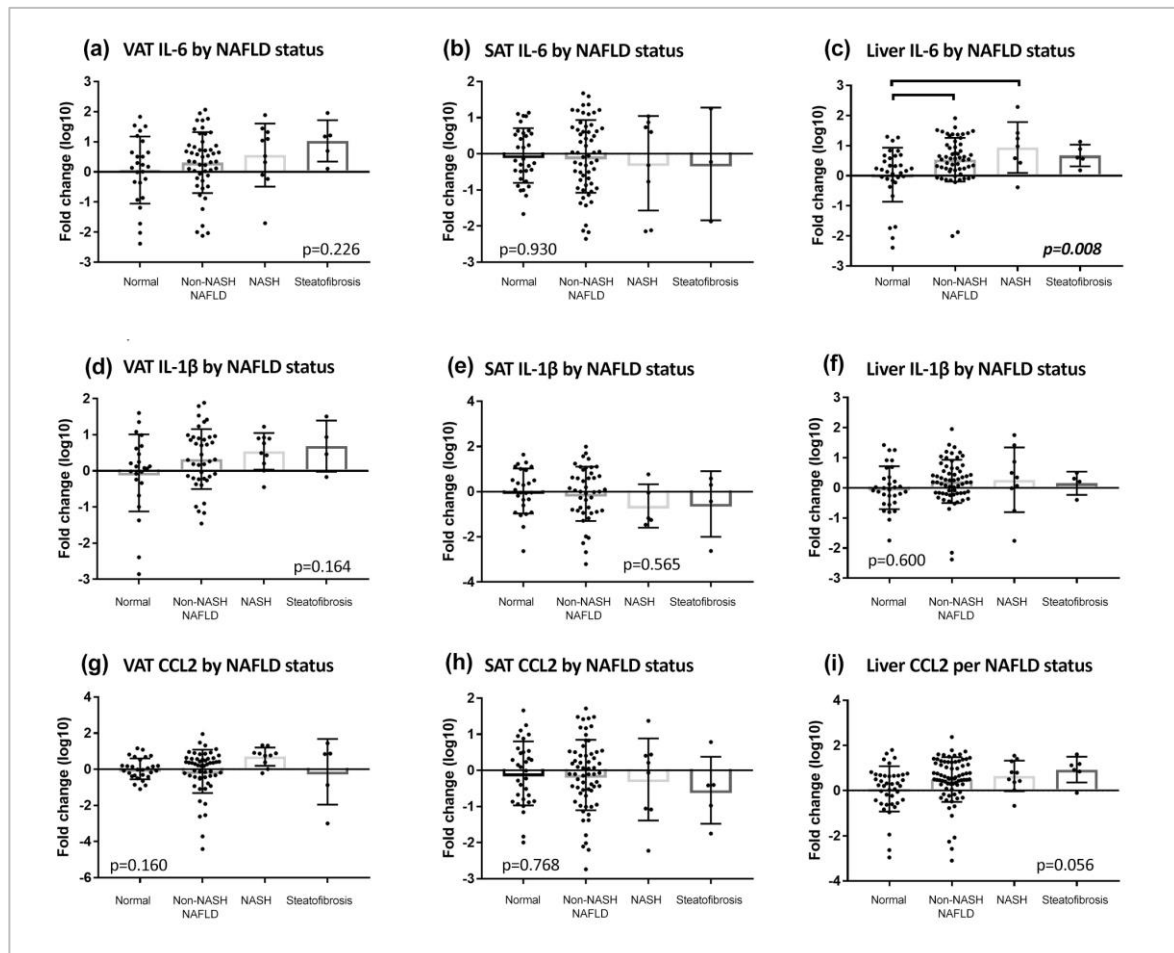 (a) VAT IL-6 by NAFLD status
Fold change (log10)
3
2
1
0
-1
-2
-3
p=0.226
Normal
Non-NASH
NAFLD
NASH
Steatofibrosis
(b) SAT IL-6 by NAFLD status
Fold change (log10)
2
1
0
-1
-2
-3
p=0.930
Normal
Non-NASH
NAFLD
NASH
Steatofibrosis
(c) Liver IL-6 by NAFLD status
Fold change (log10)
3
2
1
0
-1
-2
-3
p=0.008
Normal
Non-NASH
NAFLD
NASH
Steatofibrosis
(d) VAT IL-1β by NAFLD status
Fold change (log10)
2
1
0
-1
-2
-3
p=0.164
Normal
Non-NASH
NAFLD
NASH
Steatofibrosis
(e) SAT IL-1β by NAFLD status
Fold change (log10)
4
2
0
-2
-4
p=0.565
Normal
Non-NASH
NAFLD
NASH
Steatofibrosis
(f) Liver IL-1β by NAFLD status
Fold change (log10)
3
2
1
0
-1
-2
-3
p=0.600
Normal
Non-NASH
NAFLD
NASH
Steatofibrosis
(g) VAT CCL2 by NAFLD status
Fold change (log10)
4
2
0
-2
-4
-6
p=0.160
Normal
Non-NASH
NAFLD
NASH
Steatofibrosis
(h) SAT CCL2 by NAFLD status
Fold change (log10)
2
1
0
-1
-2
-3
p=0.768
Normal
Non-NASH
NAFLD
NASH
Steatofibrosis
(i) Liver CCL2 per NAFLD status
Fold change (log10)
4
2
0
-2
-4
p=0.056
Normal
Non-NASH
NAFLD
NASH
Steatofibrosis